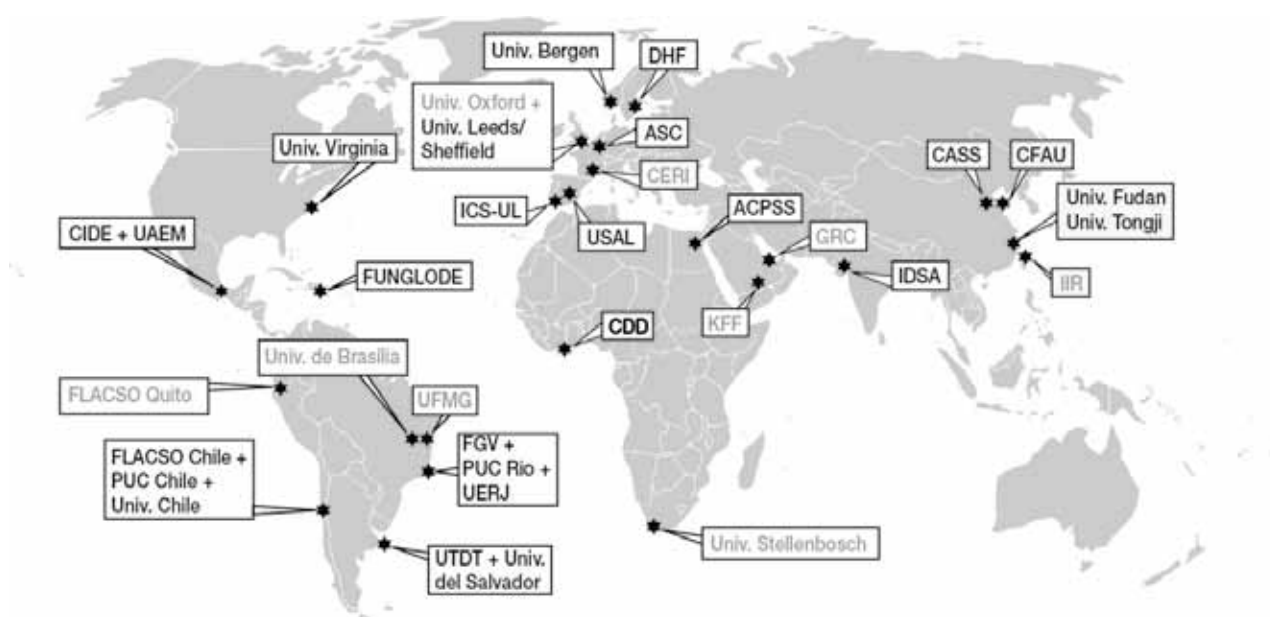 Univ. Bergen
DHF
Univ. Oxford +
Univ. Leeds/
Sheffield
ASC
Univ. Virginia
CERI
CASS
CFAU
ICS-UL
USAL
ACPSS
Univ. Fudan
Univ. Tongji
CIDE + UAEM
GRC
FUNGLODE
IDSA
IIR
KFF
CDD
Univ. de Brasília
FLACSO Quito
UFMG
FLACSO Chile +
PUC Chile +
Univ. Chile
FGV +
PUC Rio +
UERJ
Univ. Stellenbosch
UTDT + Univ.
del Salvador